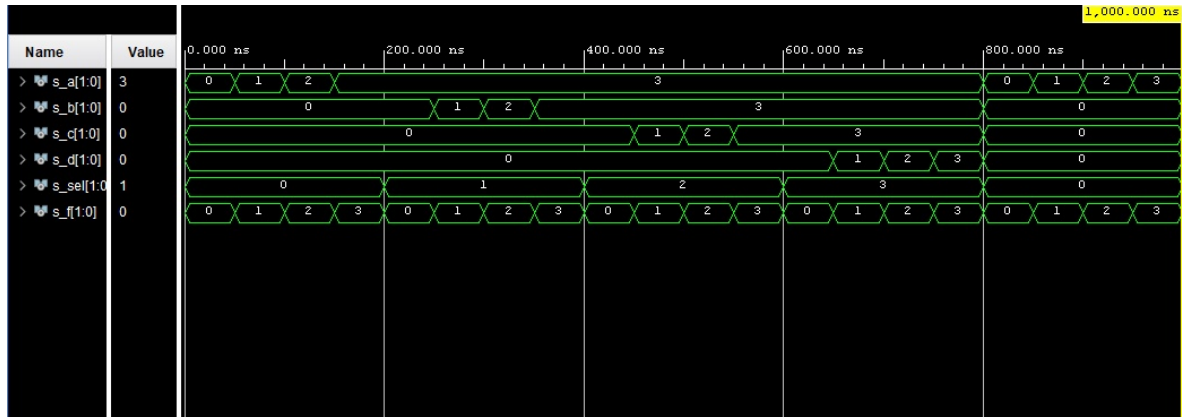 1,000.000 ns
Name Value 0.000 ns 200.000 ns 400.000 ns 600.000 ns 800.000 ns
> s_a[1:0] 3 0 1 2 3 0 1 2 3
> s_b[1:0] 0 0 1 2 3 0
> s_c[1:0] 0 0 1 2 3 0
> s_d[1:0] 0 0 1 2 3 0
> s_sel[1:0 1 0 1 2 3 0
> s_f[1:0] 0 0 1 2 3 0 1 2 3 0 1 2 3 0 1 2 3 0 1 2 3